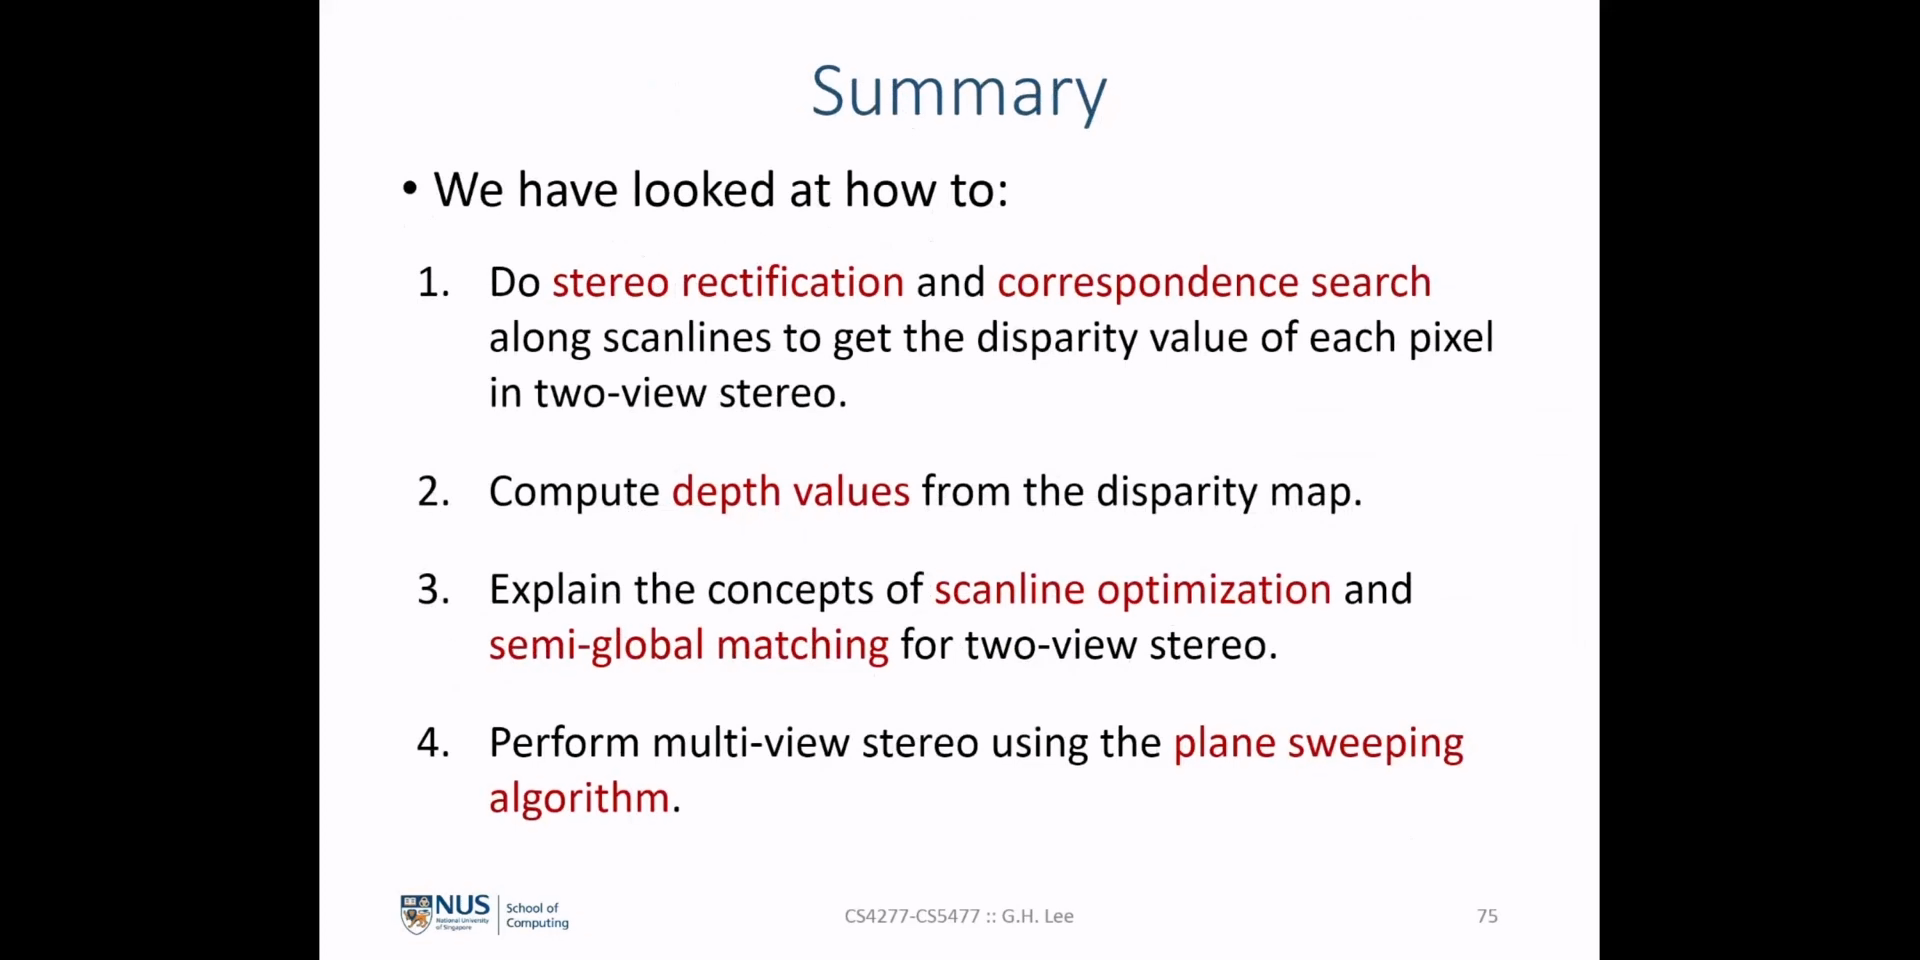 Summary
• We have looked at how to:
1. Do stereo rectification and correspondence search
along scanlines to get the disparity value of each pixel
in two-view stereo.
2. Compute depth values from the disparity map.
3. Explain the concepts of scanline optimization and
semi-global matching for two-view stereo.
4. Perform multi-view stereo using the plane sweeping
algorithm.
NUS
National University
of Singapore
School of
Computing
CS4277-CS5477 :: G.H. Lee
75